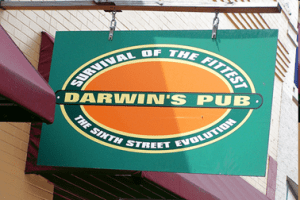 SURVIVAL OF THE FITTEST
DARWIN'S PUB
THE SIXTH STREET EVOLUTION